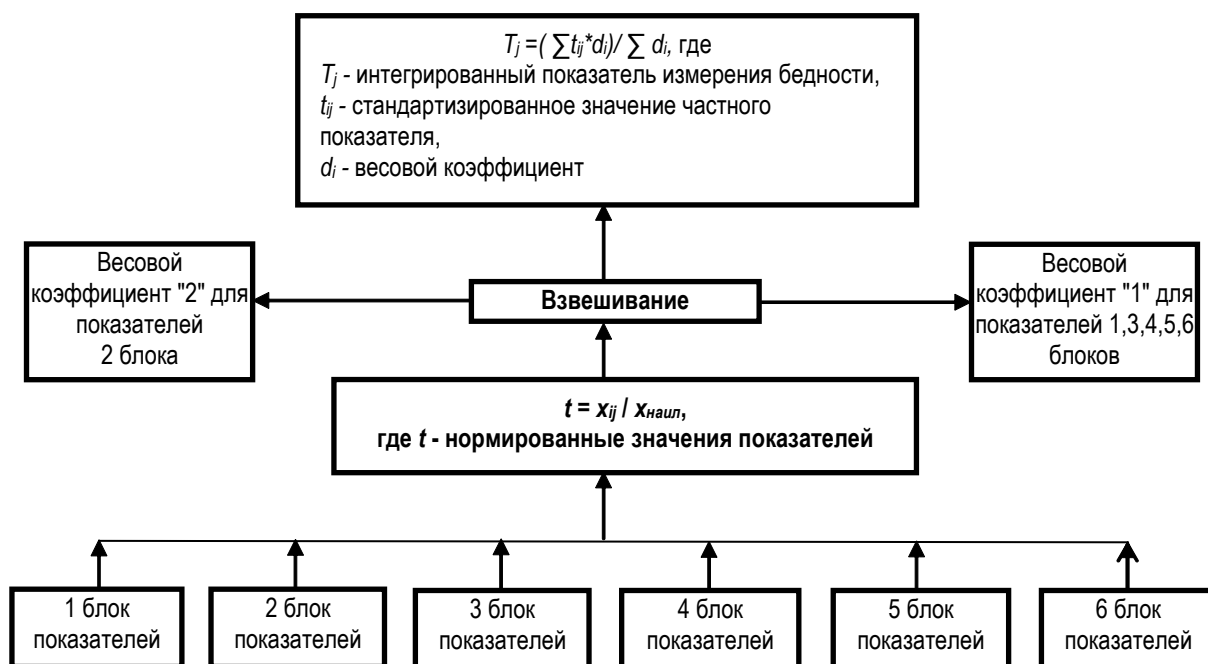 Tj =( ∑tij*di)/ ∑ di, где
Tj - интегрированный показатель измерения бедности,
tij - стандартизированное значение частного
показателя,
di - весовой коэффициент
Весовой
коэффициент "2" для
показателей
2 блока
Взвешивание
Весовой
коэффициент "1" для
показателей 1,3,4,5,6
блоков
t = xij / xнаил,
где t - нормированные значения показателей
1 блок
показателей
2 блок
показателей
3 блок
показателей
4 блок
показателей
5 блок
показателей
6 блок
показателей